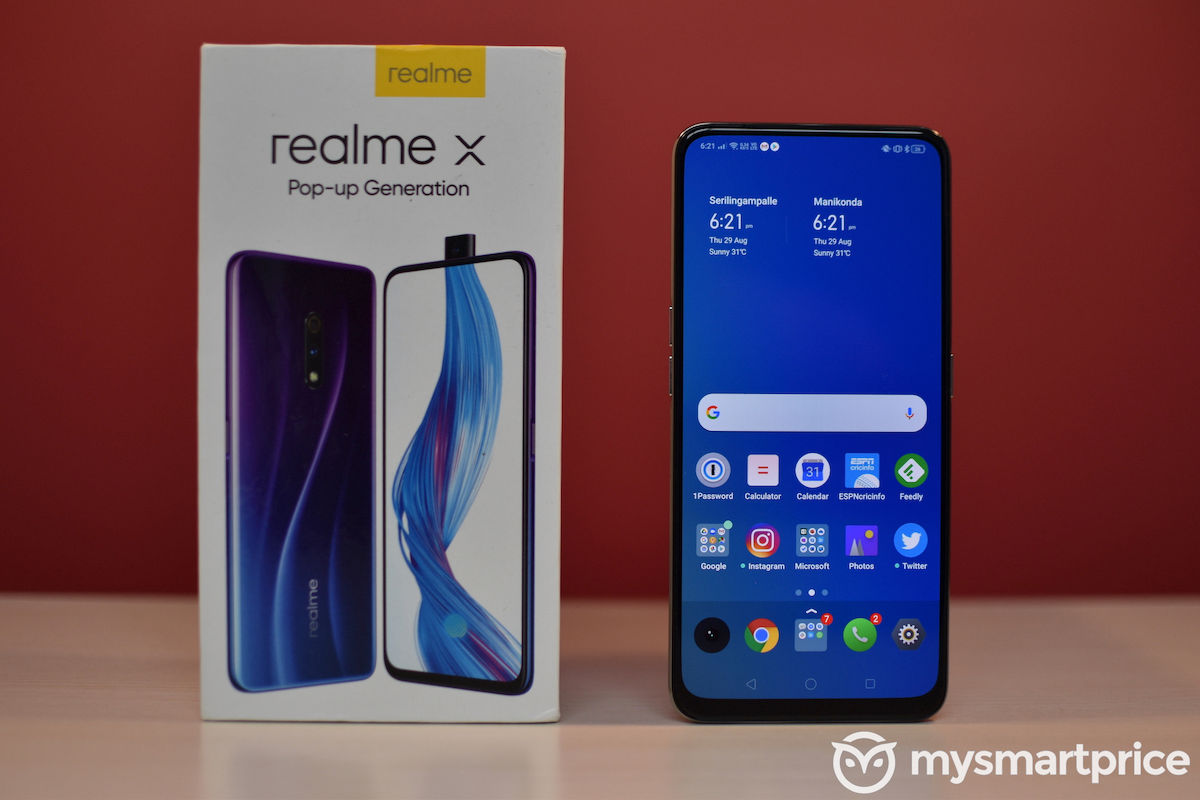 realme
realme X
Pop-up Generation
realme
6:21
Serilingampalle
6:21 pm
Thu 29 Aug
Sunny 31°C
Manikonda
6:21 pm
Thu 29 Aug
Sunny 31°C
G
1Password
Calculator
31
Calendar
ESPN
cricinfo
ESPNcricinfo
Feedly
Google
Instagram
Microsoft
Photos
Twitter
7
2
mysmartprice